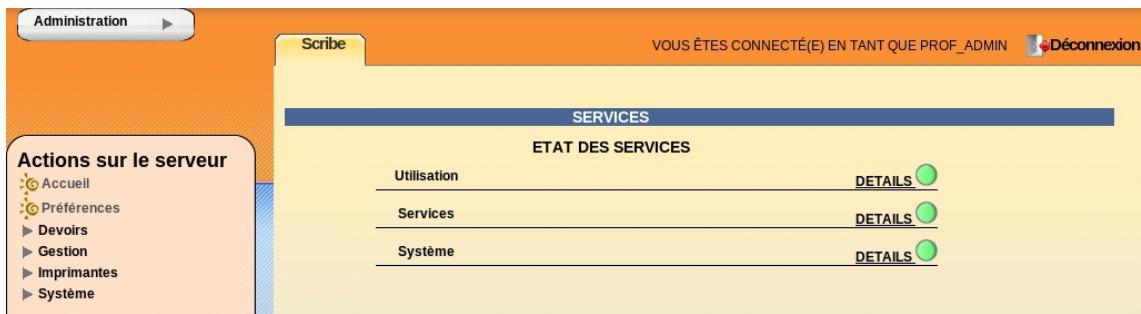 Administration
Scribe
VOUS ÊTES CONNECTÉ(E) EN TANT QUE PROF_ADMIN
Déconnexion
SERVICES
ETAT DES SERVICES
Utilisation DETAILS
Services DETAILS
Système DETAILS
Actions sur le serveur
Accueil
Préférences
Devoirs
Gestion
Imprimantes
Système